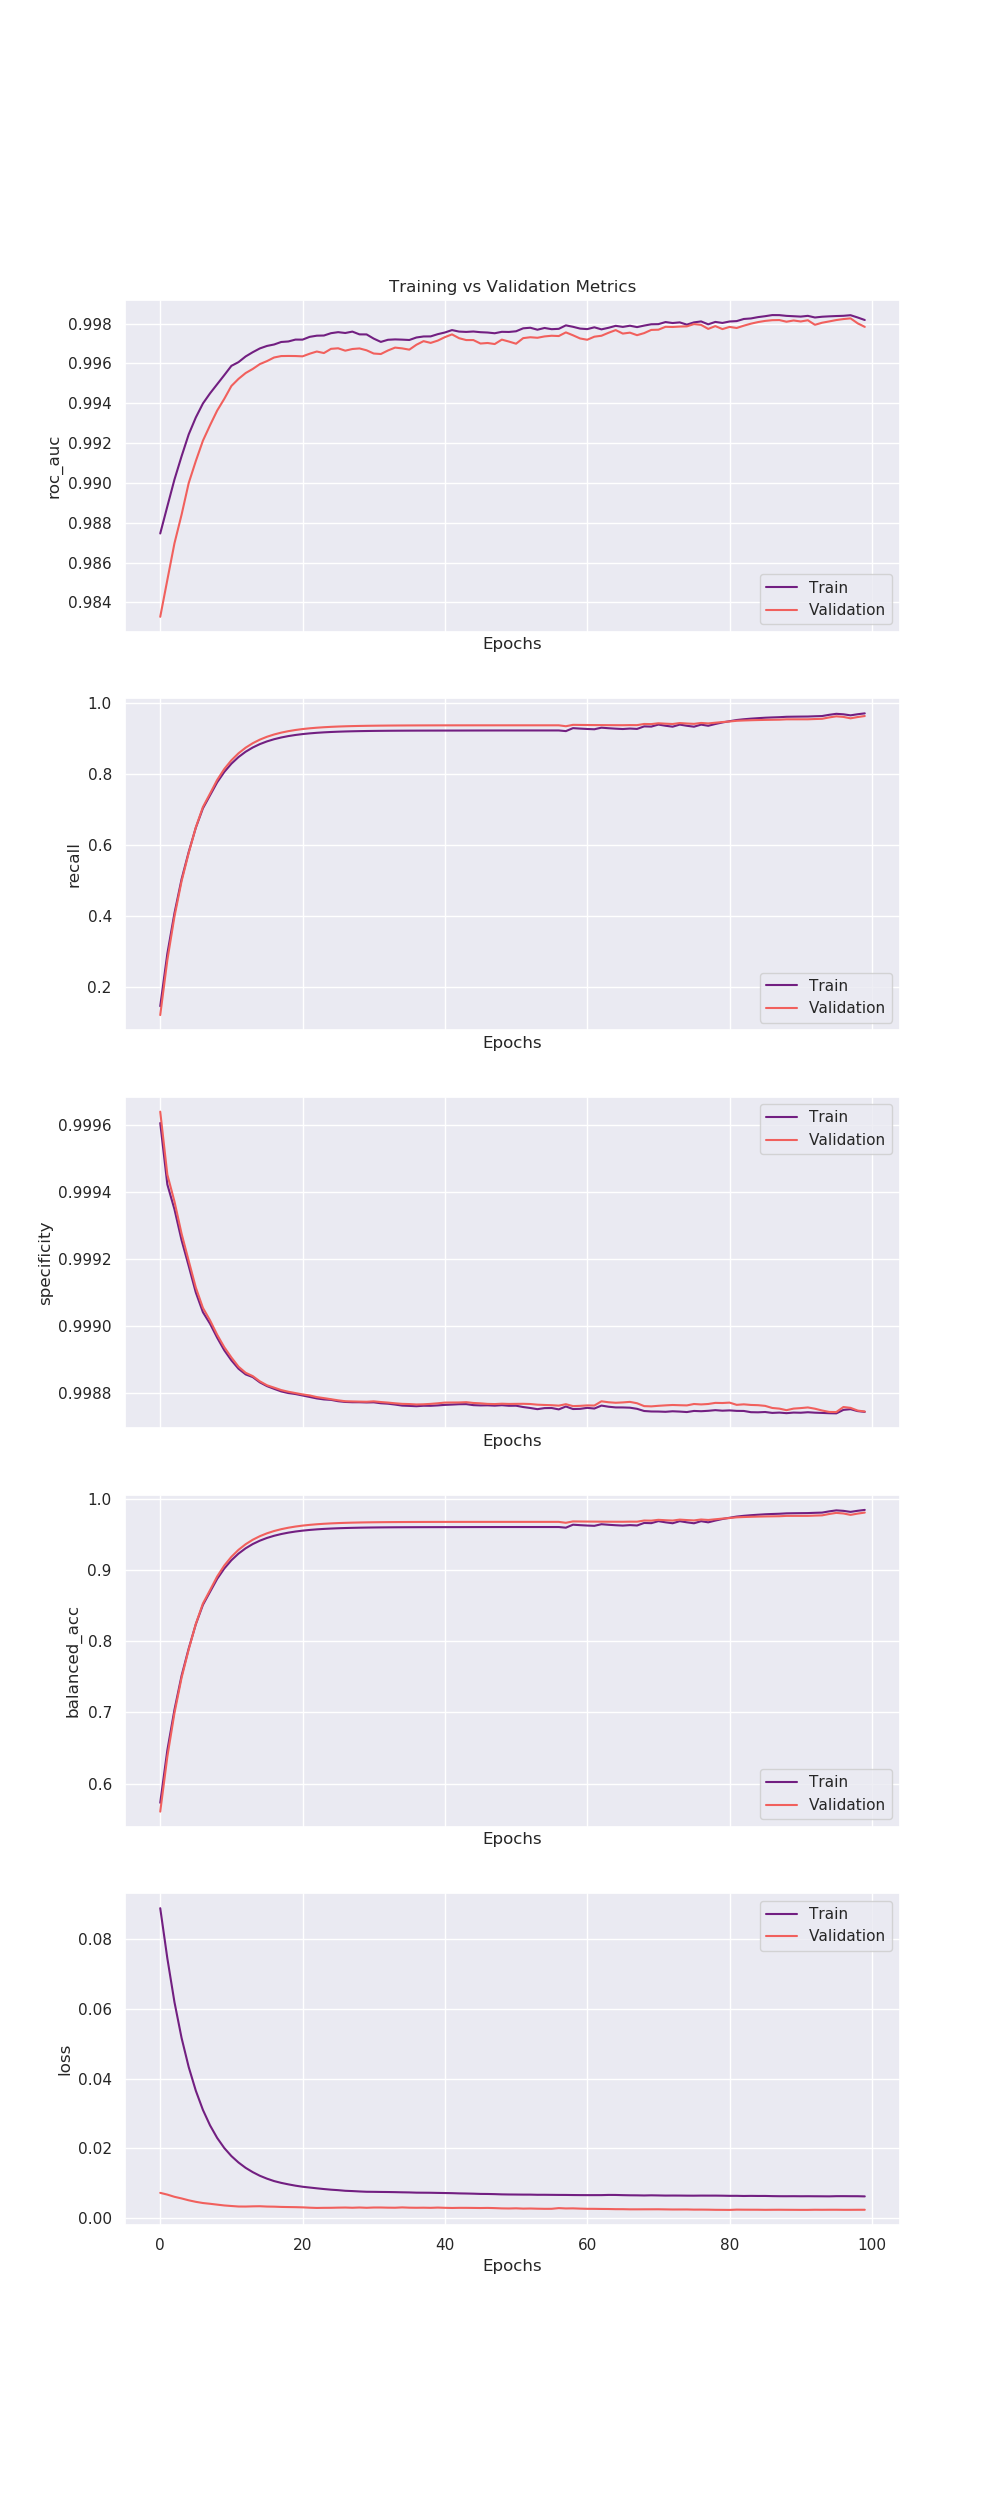 Training vs Validation Metrics
0.998
0.996
0.994
0.992
0.990
0.988
0.986
0.984
roc_auc
Train
Validation
Epochs
1.0
0.8
0.6
0.4
0.2
recall
Train
Validation
Epochs
0.9996
0.9994
0.9992
0.9990
0.9988
specificity
Train
Validation
Epochs
1.0
0.9
0.8
0.7
0.6
balanced_acc
Train
Validation
Epochs
0.08
0.06
0.04
0.02
0.00
loss
Train
Validation
0 20 40 60 80 100
Epochs